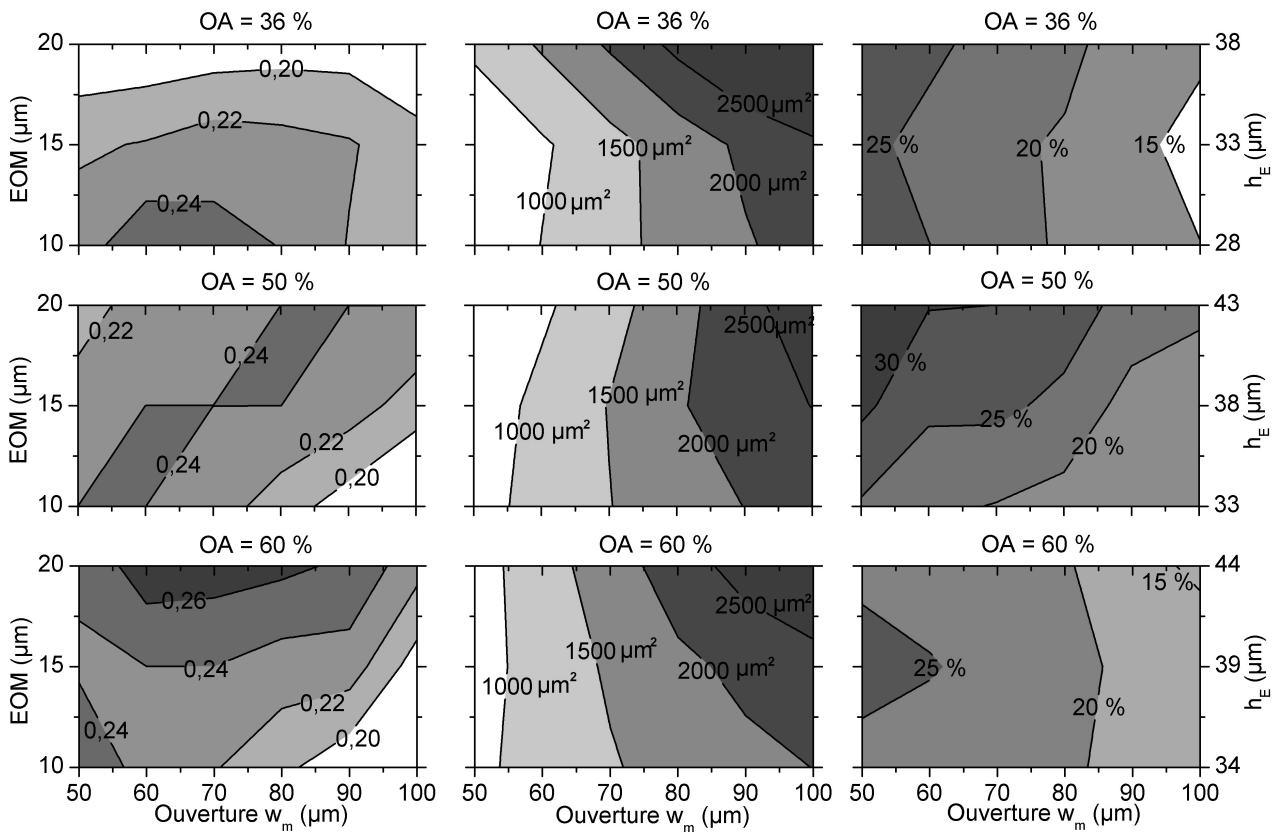 OA = 36 %
OA = 36 %
OA = 36 %
20
15
10
EOM (µm)
0,20
0,22
0,24
2500 µm²
1500 µm²
2000 µm²
1000 µm²
25 %
20 %
15 %
38
33
28
h_E (µm)
OA = 50 %
OA = 50 %
OA = 50 %
20
15
10
EOM (µm)
0,22
0,24
0,24
0,22
0,20
2500µm²
1500 µm²
1000 µm²
2000 µm²
30 %
25 %
20 %
43
38
33
h_E (µm)
OA = 60 %
OA = 60 %
OA = 60 %
20
15
10
EOM (µm)
0,26
0,24
0,22
0,24
0,20
2500 µm²
1500 µm²
2000 µm²
1000 µm²
15 %
25 %
20 %
44
39
34
h_E (µm)
50 60 70 80 90 100
50 60 70 80 90 100
50 60 70 80 90 100
Ouverture w_m (µm)
Ouverture w_m (µm)
Ouverture w_m (µm)